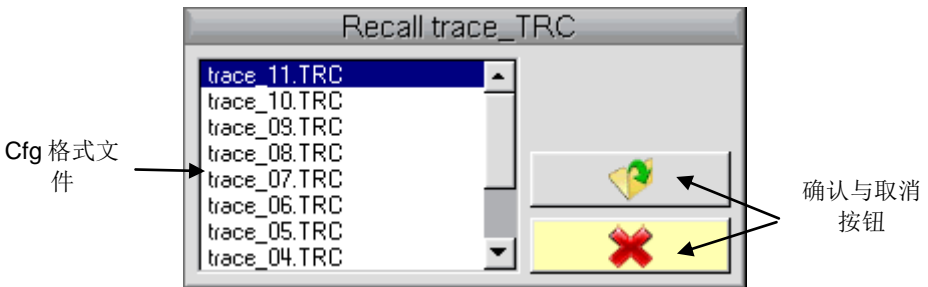 Recall trace_TRC
trace_11.TRC
trace_10.TRC
trace_09.TRC
trace_08.TRC
trace_07.TRC
trace_06.TRC
trace_05.TRC
trace_04.TRC
Cfg 格式文
件
确认与取消
按钮